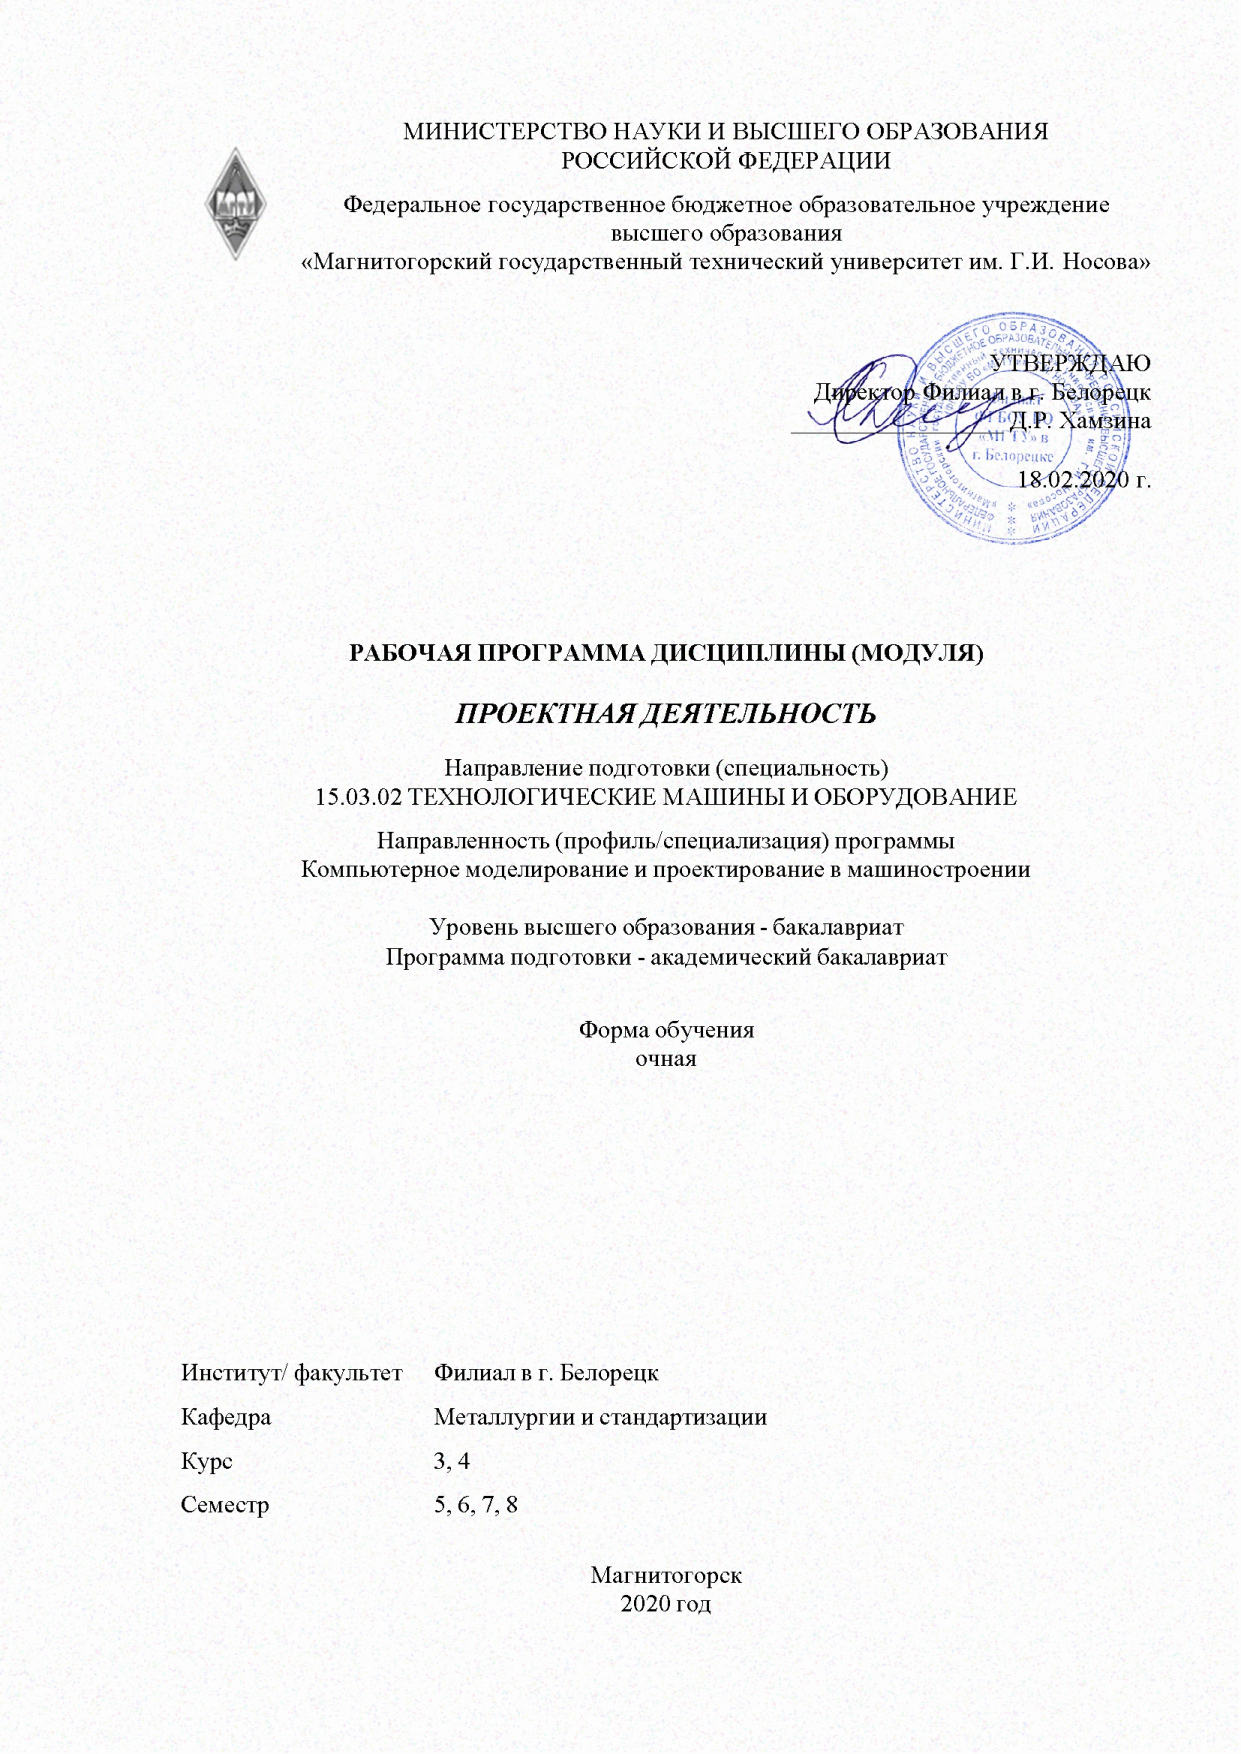 МИНИСТЕРСТВО НАУКИ И ВЫСШЕГО ОБРАЗОВАНИЯ
РОССИЙСКОЙ ФЕДЕРАЦИИ
Федеральное государственное бюджетное образовательное учреждение
высшего образования
«Магнитогорский государственный технический университет им. Г.И. Носова»
МГТУ
УТВЕРЖДАЮ
Директор Филиал в г. Белорецк
Д.Р. Хамзина
«МГТУ» в
г. Белорецке
18.02.2020 г.
РАБОЧАЯ ПРОГРАММА ДИСЦИПЛИНЫ (МОДУЛЯ)
ПРОЕКТНАЯ ДЕЯТЕЛЬНОСТЬ
Направление подготовки (специальность)
15.03.02 ТЕХНОЛОГИЧЕСКИЕ МАШИНЫ И ОБОРУДОВАНИЕ
Направленность (профиль/специализация) программы
Компьютерное моделирование и проектирование в машиностроении
Уровень высшего образования - бакалавриат
Программа подготовки - академический бакалавриат
Форма обучения
очная
Институт/ факультет Филиал в г. Белорецк
Кафедра Металлургии и стандартизации
Курс 3, 4
Семестр 5, 6, 7, 8
Магнитогорск
2020 год